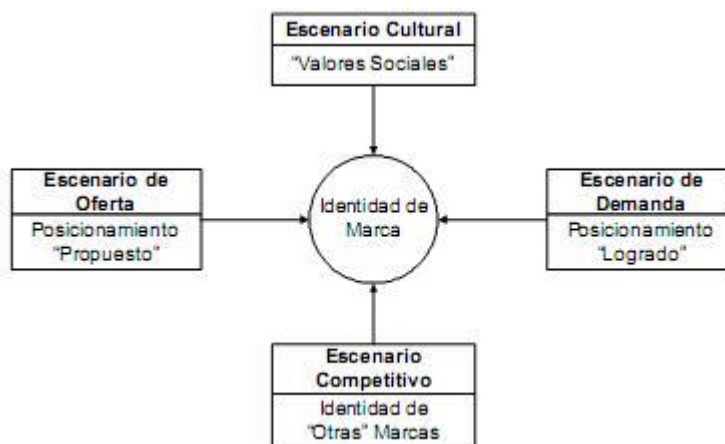 Escenario Cultural
"Valores Sociales"
Escenario de
Oferta
Posicionamiento
"Propuesto"
Identidad de
Marca
Escenario de
Demanda
Posicionamiento
"Logrado"
Escenario
Competitivo
Identidad de
"Otras" Marcas